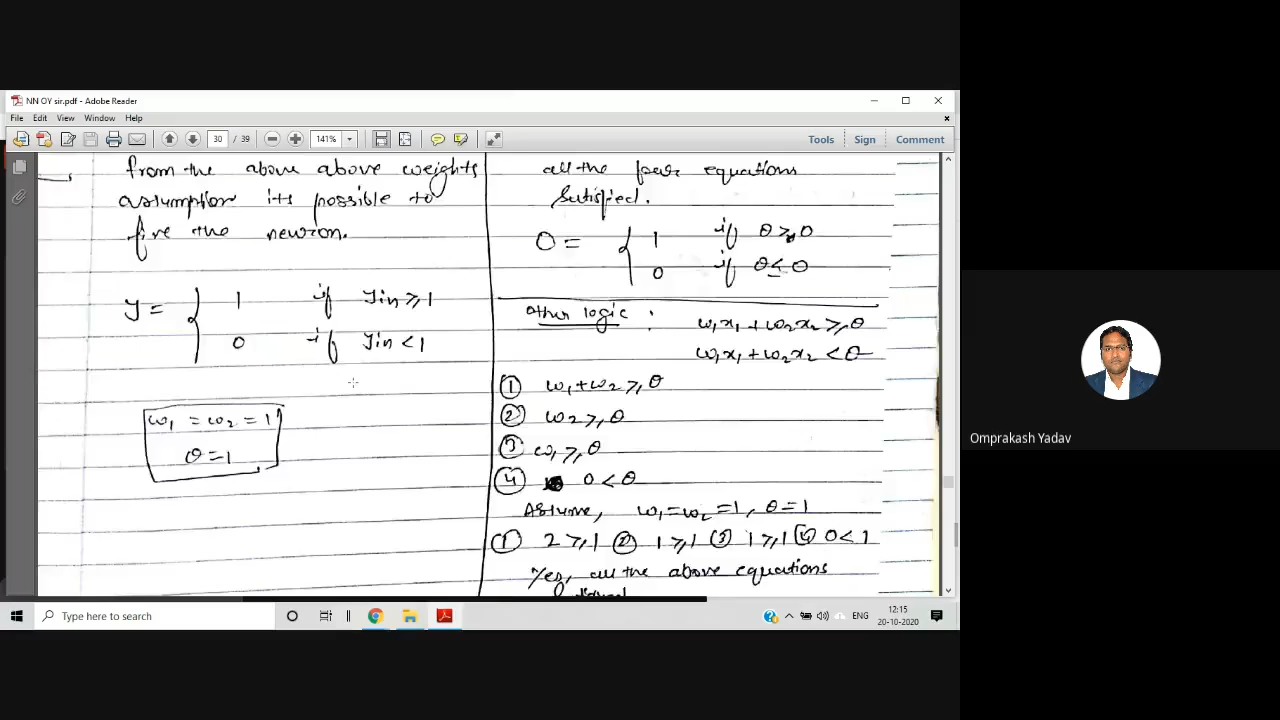 NN OY sir.pdf - Adobe Reader
File Edit View Window Help
30 / 39 141% Tools Sign Comment
from the above above weights
assumption its possible to
fire the neuron.
y = { 1 if Yin ≥ 1
0 if Yin < 1
w1 = w2 = 1
θ = 1
all the four equations
satisfied.
O = { 1 if θ ≥ 0
0 if θ ≤ 0
Other logic : w1x1 + w2x2 ≥ θ
w1x1 + w2x2 < θ
① w1 + w2 ≥ θ
② w2 ≥ θ
③ w1 ≥ θ
④ 0 < θ
Assume, w1 = w2 = 1, θ = 1
① 2 ≥ 1 ② 1 ≥ 1 ③ 1 ≥ 1 ④ 0 < 1
Yes, all the above equations
Omprakash Yadav
Type here to search
ENG
12:15
20-10-2020